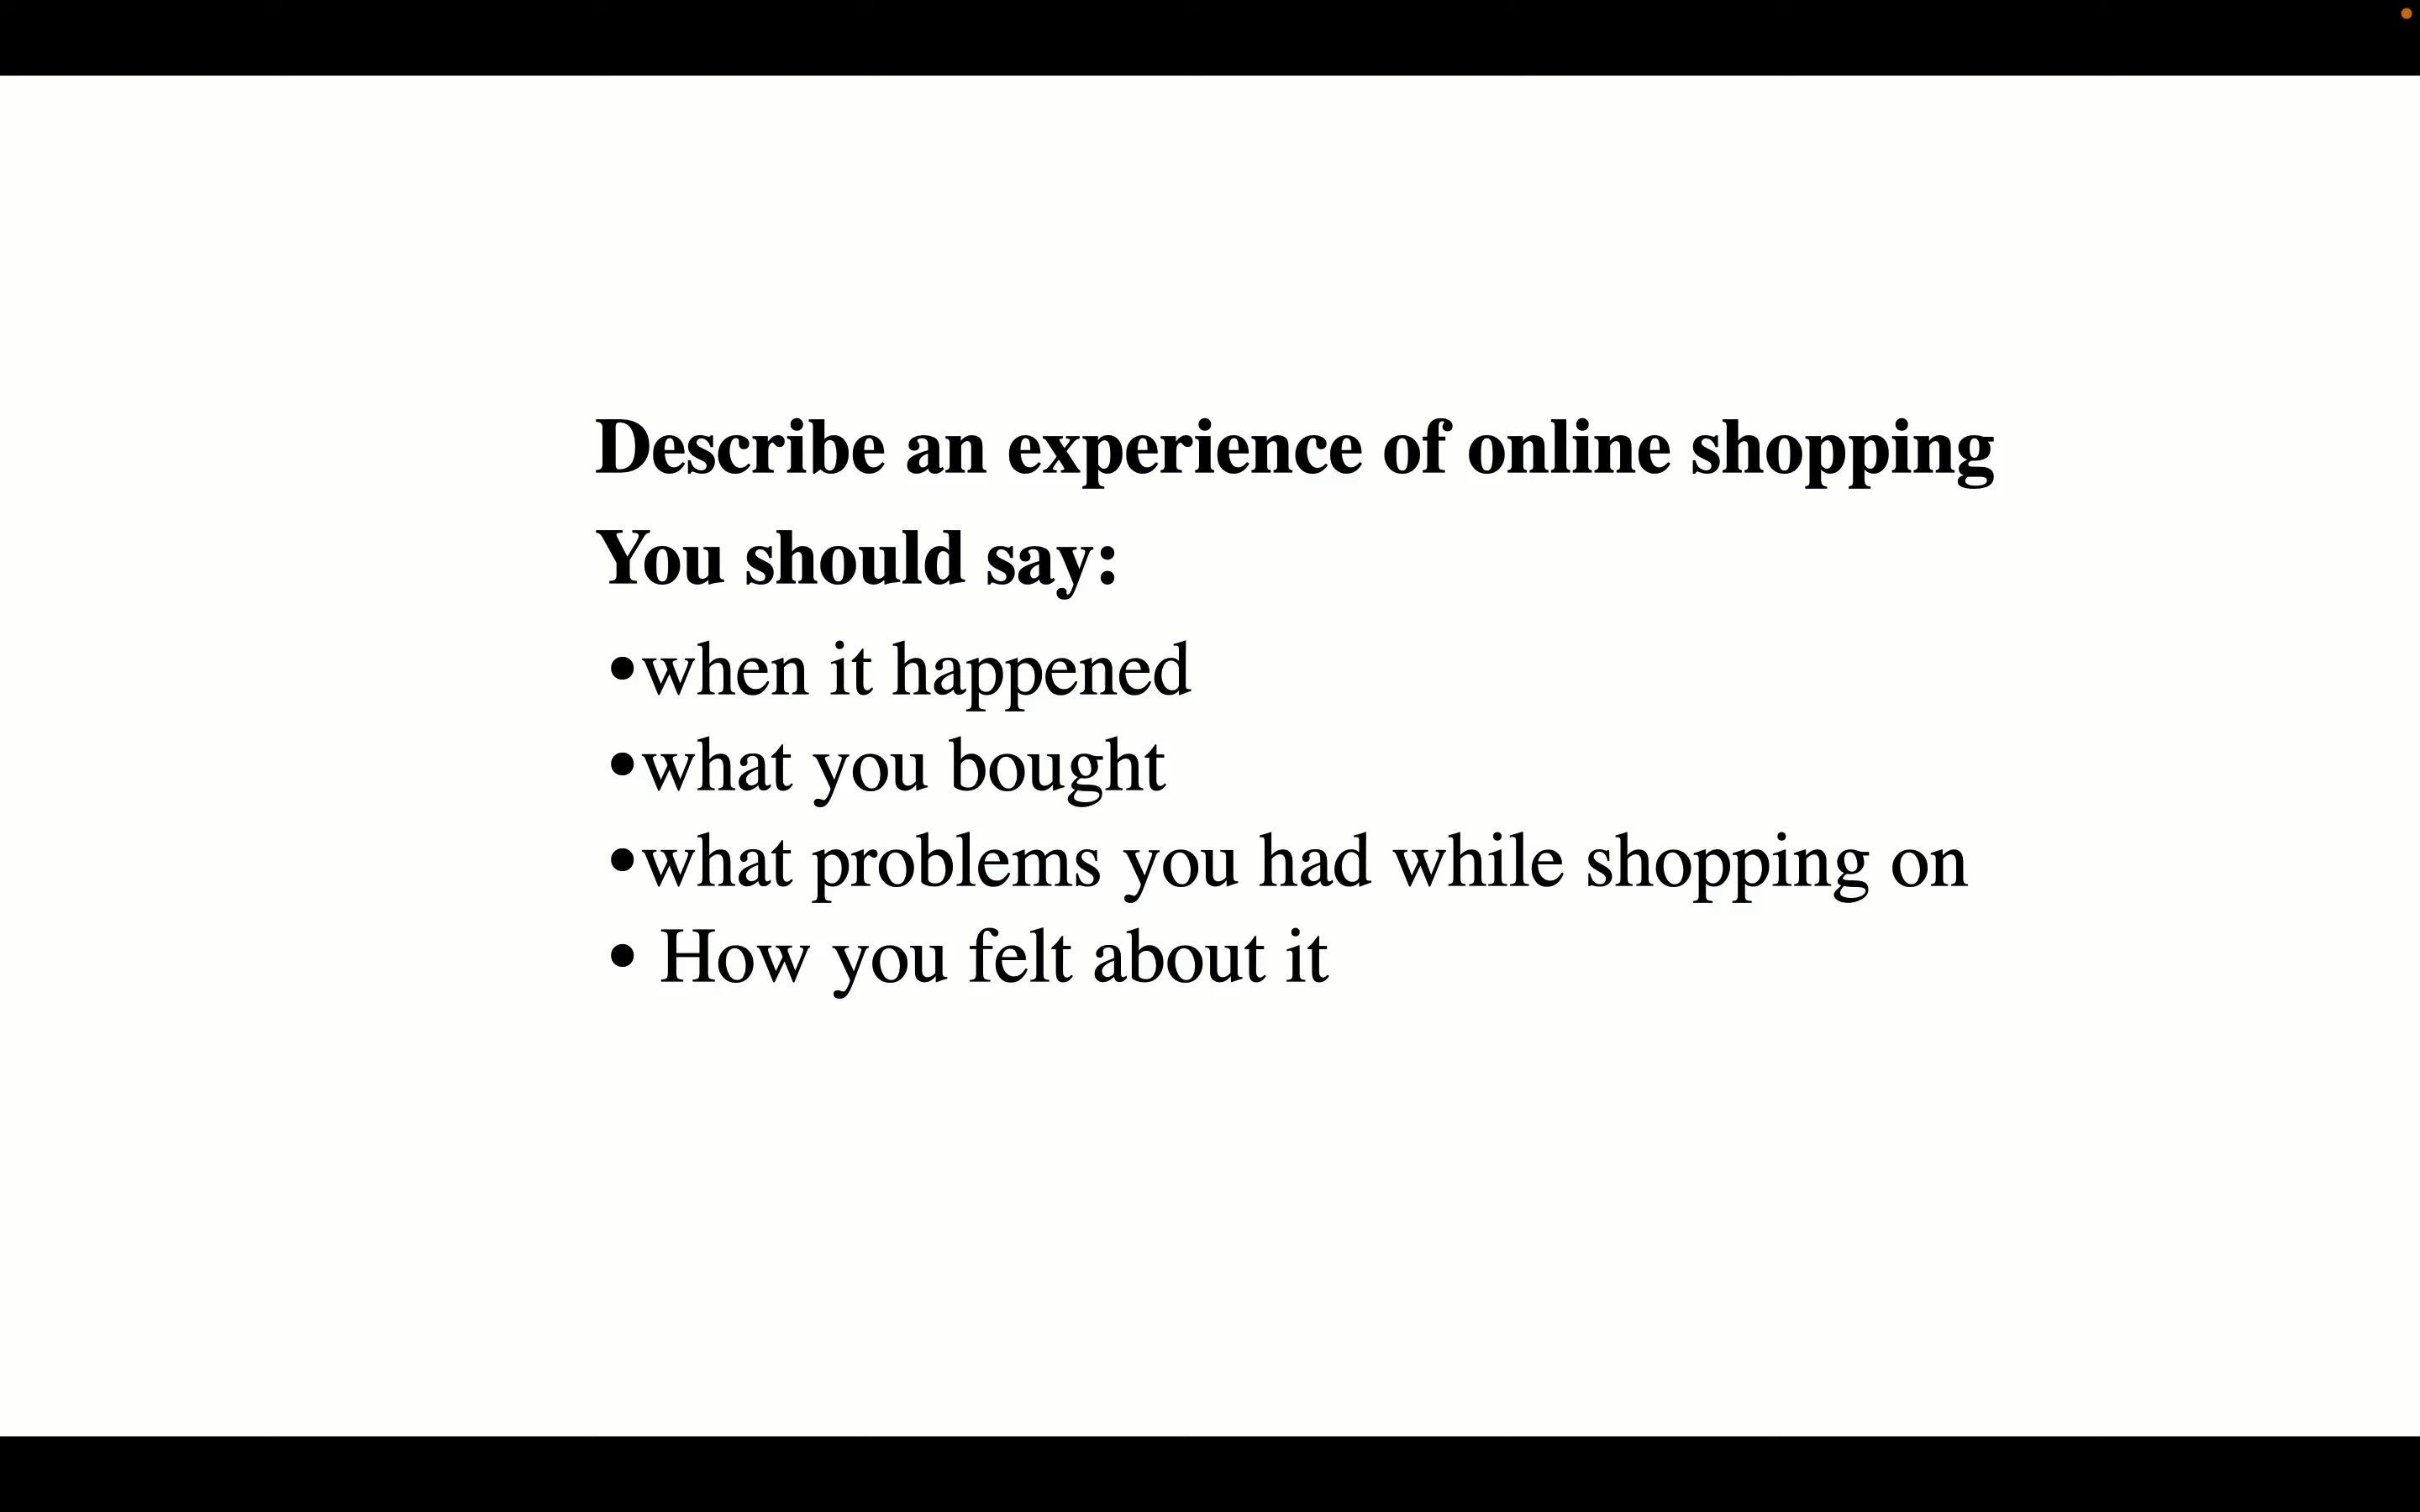 Describe an experience of online shopping
You should say:
•when it happened
•what you bought
•what problems you had while shopping on
• How you felt about it